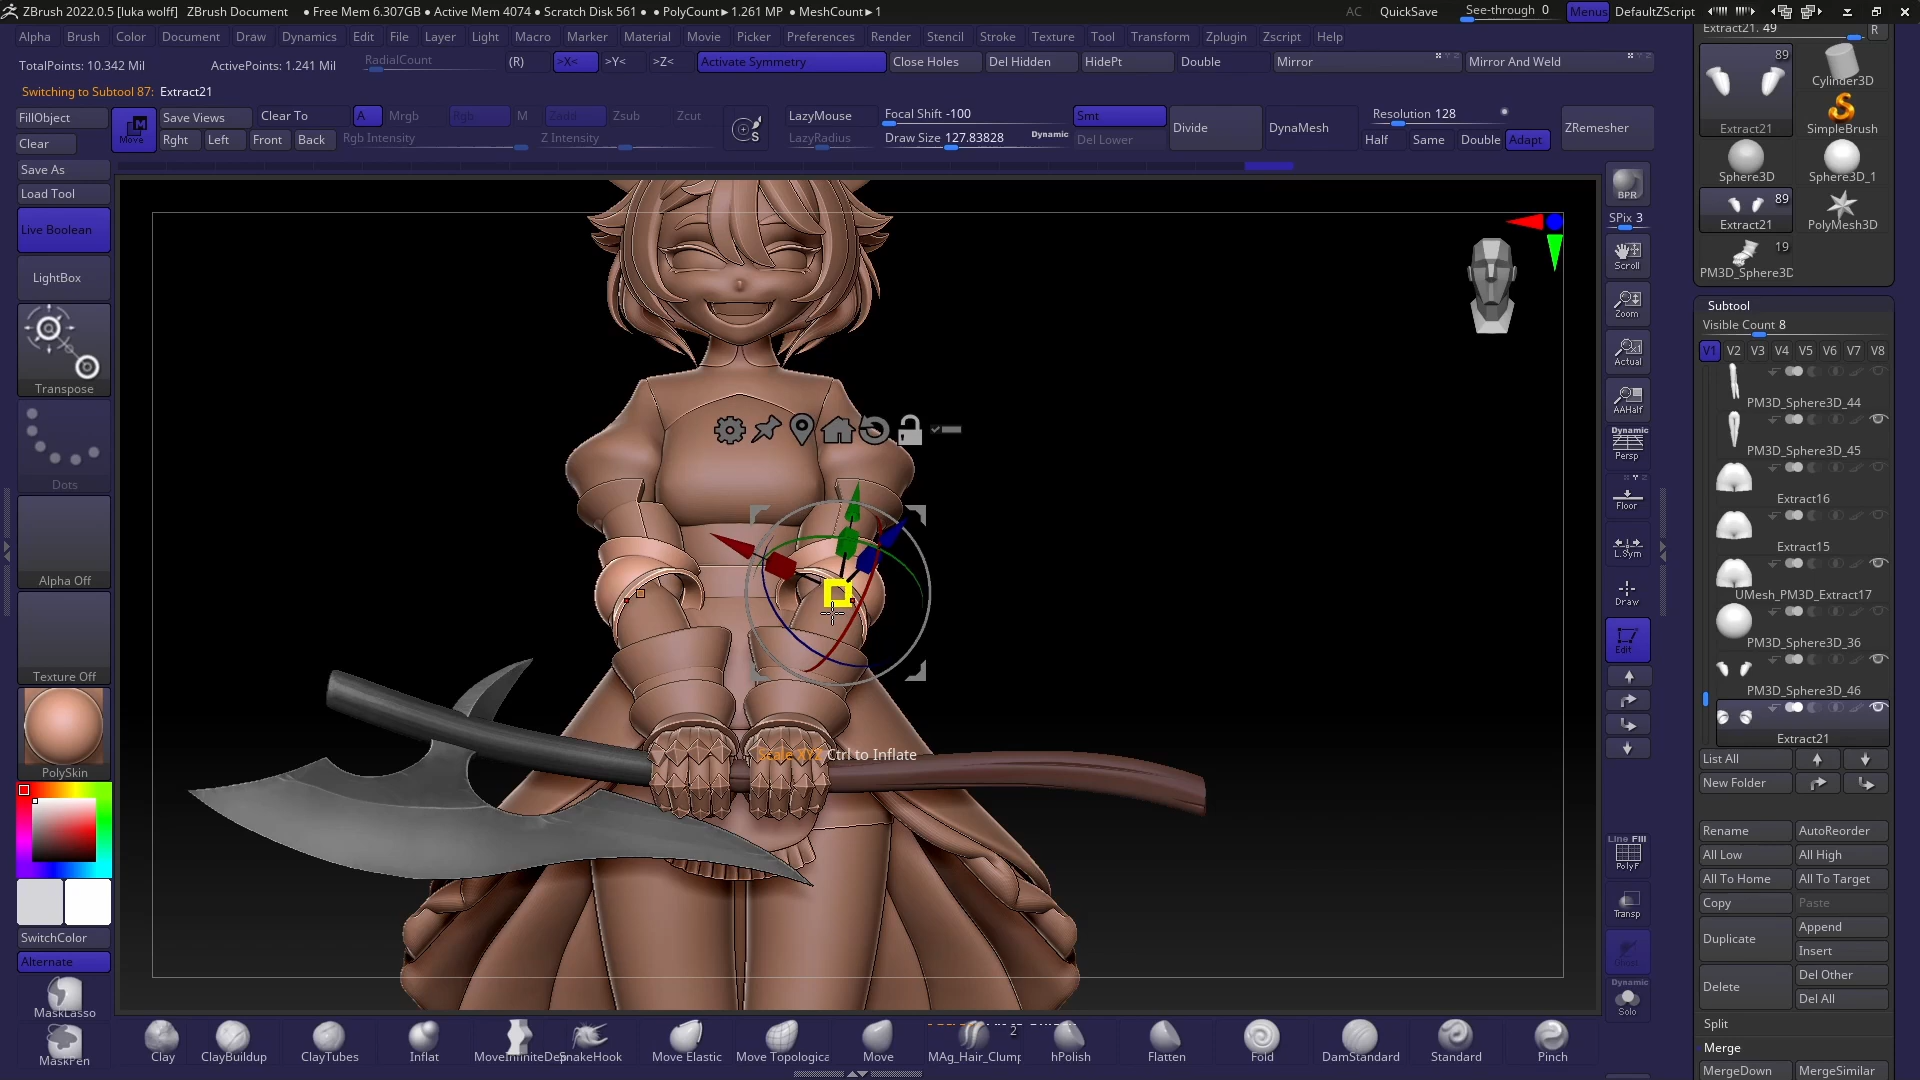 ZBrush 2022.0.5 [luka wolff] ZBrush Document ● Free Mem 6.307GB ● Active Mem 4074 ● Scratch Disk 561 ● ● PolyCount► 1.261 MP ● MeshCount► 1 AC QuickSave See-through 0 Menus DefaultZScript
Alpha Brush Color Document Draw Dynamics Edit File Layer Light Macro Marker Material Movie Picker Preferences Render Stencil Stroke Texture Tool Transform Zplugin Zscript Help
TotalPoints: 10.342 Mil ActivePoints: 1.241 Mil RadialCount (R) >X< >Y< >Z< Activate Symmetry Close Holes Del Hidden HidePt Double Mirror Mirror And Weld
Switching to Subtool 87: Extract21
FillObject Save Views Clear To A Mrgb Rgb M Zadd Zsub Zcut LazyMouse Focal Shift -100 Smt Divide DynaMesh Resolution 128 ZRemesher
Clear Move Rght Left Front Back Rgb Intensity Z Intensity LazyRadius Draw Size 127.83828 Dynamic Del Lower Half Same Double Adapt
Save As
Load Tool
Live Boolean
LightBox
Transpose
Dots
Alpha Off
Texture Off
PolySkin
SwitchColor
Alternate
MaskLasso
MaskPen
Scale XYZ Ctrl to Inflate
BPR
SPix 3
Scroll
Zoom
Actual
AAHalf
Dynamic
Persp
Floor
L.Sym
Draw
Edit
Line Fill
PolyF
Transp
Ghost
Dynamic
Solo
Extract21. 49 R
89
Extract21
Cylinder3D
SimpleBrush
Sphere3D Sphere3D_1
89
Extract21 PolyMesh3D
19
PM3D_Sphere3D
Subtool
Visible Count 8
V1 V2 V3 V4 V5 V6 V7 V8
PM3D_Sphere3D_44
PM3D_Sphere3D_45
Extract16
Extract15
UMesh_PM3D_Extract17
PM3D_Sphere3D_36
PM3D_Sphere3D_46
Extract21
List All
New Folder
Rename AutoReorder
All Low All High
All To Home All To Target
Copy Paste
Duplicate Append
Insert
Delete Del Other
Del All
Split
Merge
MergeDown MergeSimilar
2
Clay ClayBuildup ClayTubes Inflat MoveInfiniteDep SnakeHook Move Elastic Move Topologica Move MAg_Hair_Clump hPolish Flatten Fold DamStandard Standard Pinch